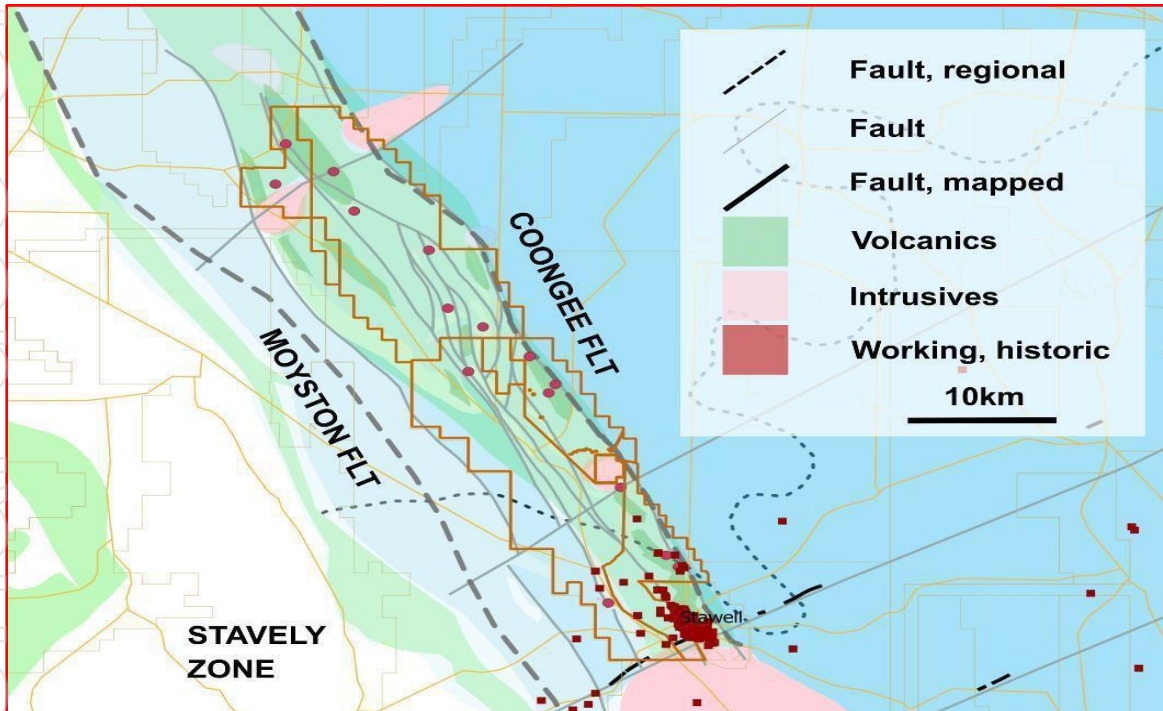 Fault, regional
Fault
Fault, mapped
Volcanics
Intrusives
Working, historic
10km
COONGEE FLT
MOYSTON FLT
Stawell
STAVELY
ZONE